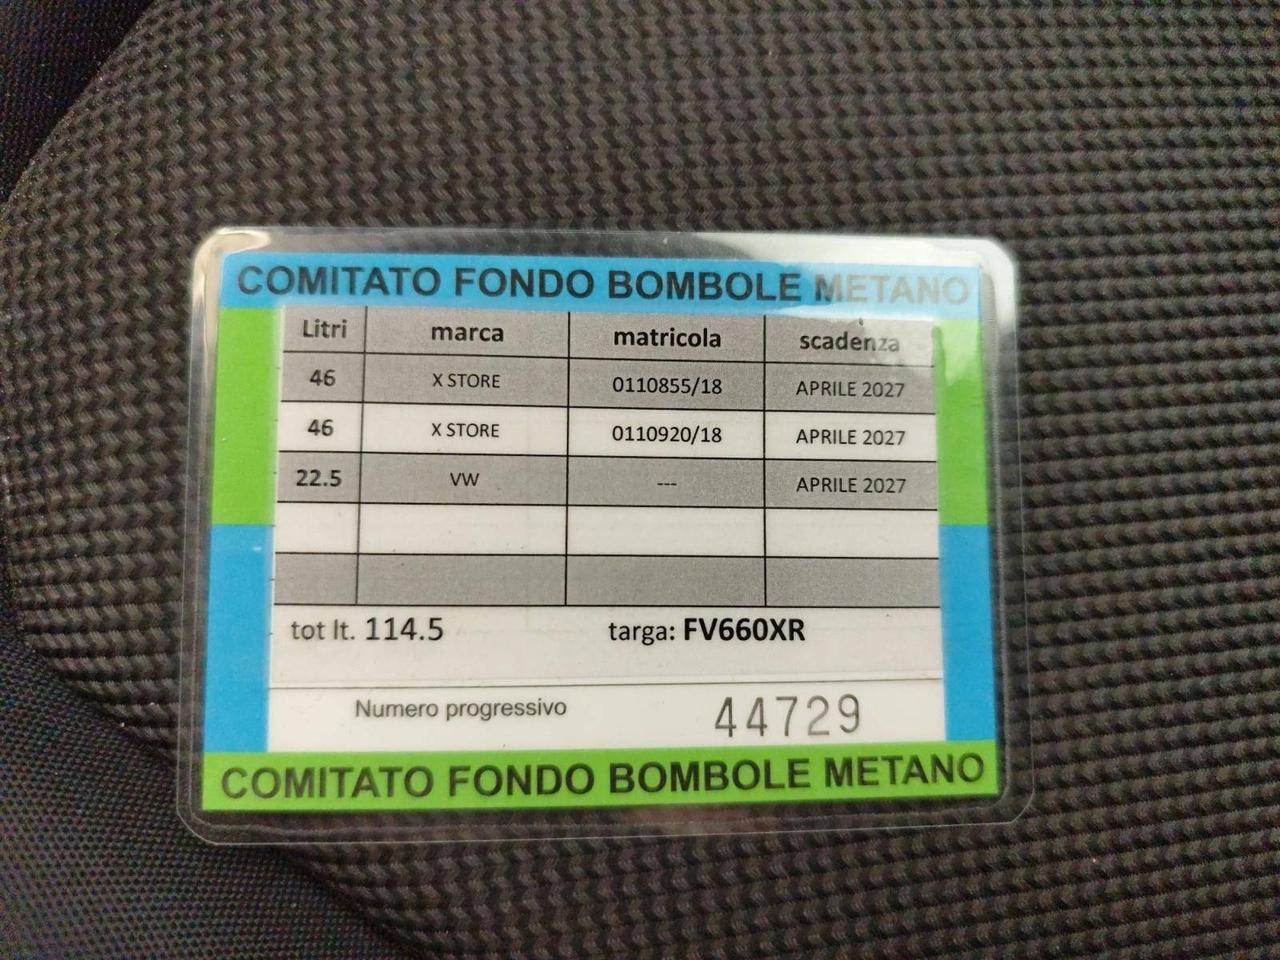 COMITATO FONDO BOMBOLE METANO
Litri marca matricola scadenza
46 X STORE 0110855/18 APRILE 2027
46 X STORE 0110920/18 APRILE 2027
22.5 VW --- APRILE 2027
tot lt. 114.5 targa: FV660XR
Numero progressivo 44729
COMITATO FONDO BOMBOLE METANO